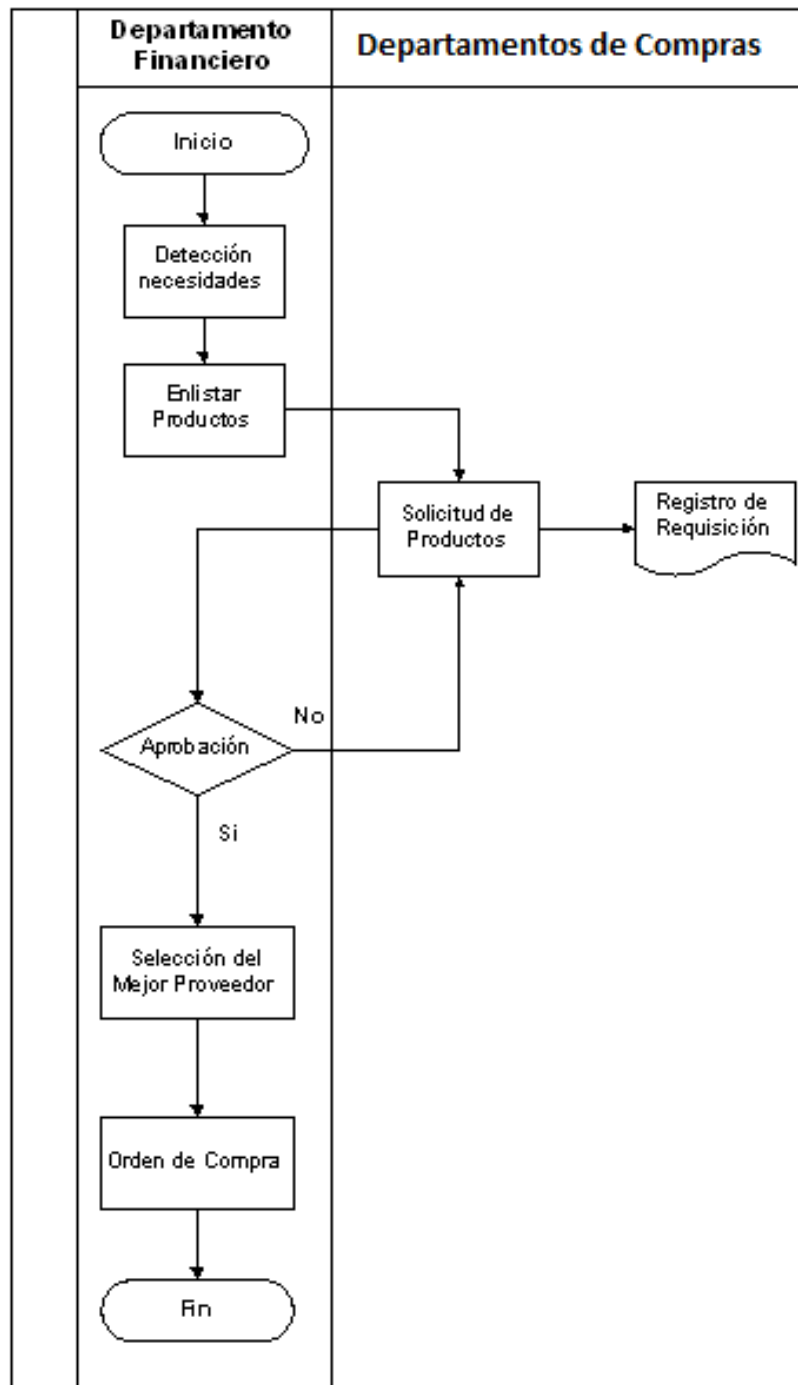 Departamento
Financiero
Departamentos de Compras
Inicio
Detección
necesidades
Enlistar
Productos
Solicitud de
Productos
Registro de
Requisición
No
Aprobación
Si
Selección del
Mejor Proveedor
Orden de Compra
Fin